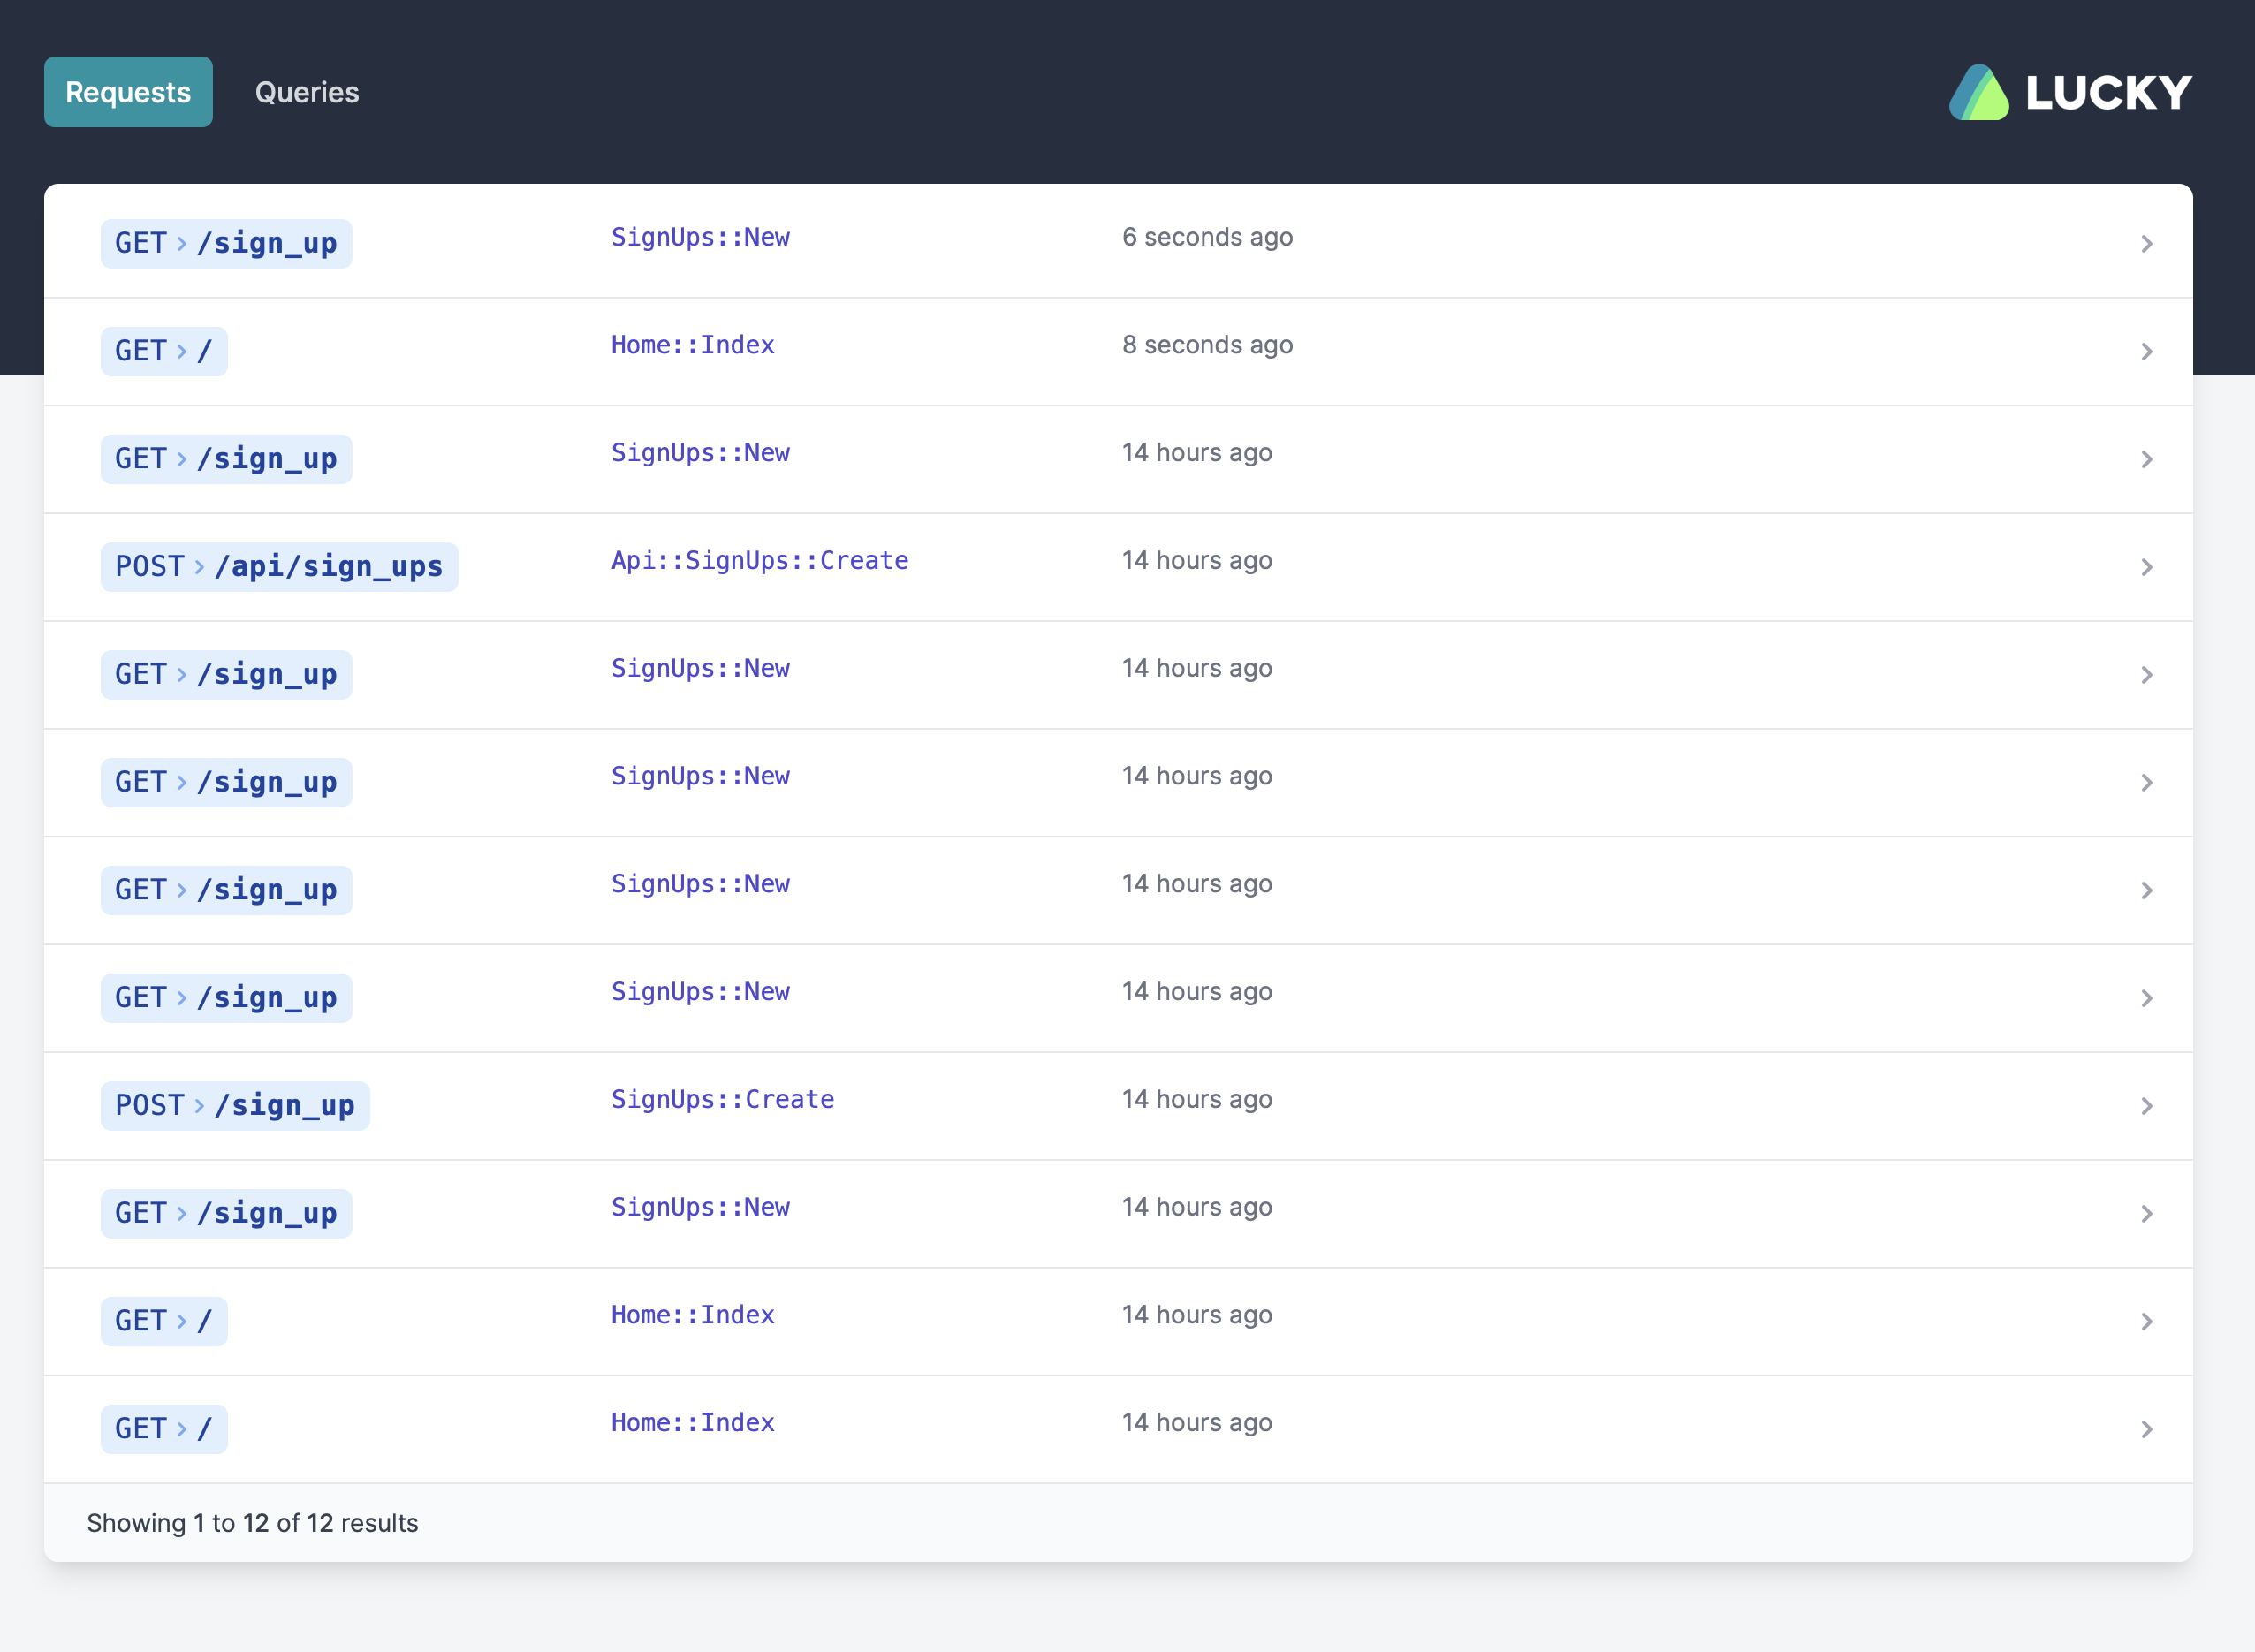 Requests Queries LUCKY
GET > /sign_up SignUps::New 6 seconds ago
GET > / Home::Index 8 seconds ago
GET > /sign_up SignUps::New 14 hours ago
POST > /api/sign_ups Api::SignUps::Create 14 hours ago
GET > /sign_up SignUps::New 14 hours ago
GET > /sign_up SignUps::New 14 hours ago
GET > /sign_up SignUps::New 14 hours ago
GET > /sign_up SignUps::New 14 hours ago
POST > /sign_up SignUps::Create 14 hours ago
GET > /sign_up SignUps::New 14 hours ago
GET > / Home::Index 14 hours ago
GET > / Home::Index 14 hours ago
Showing 1 to 12 of 12 results